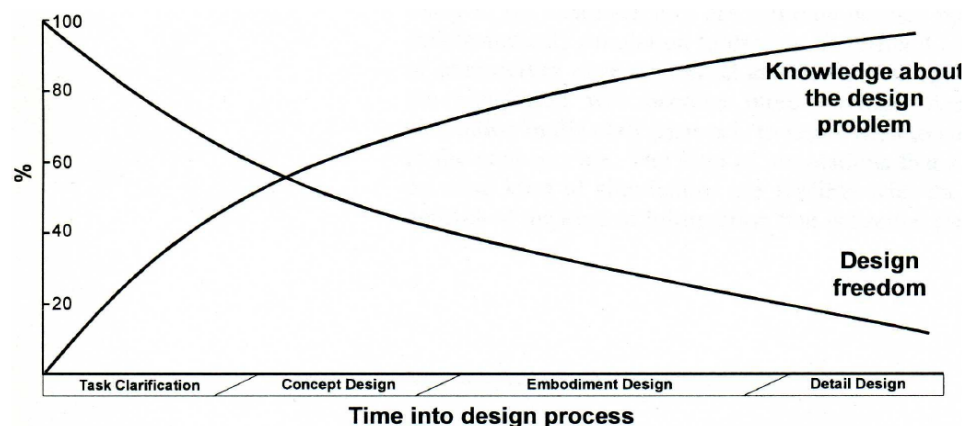 100
80
60
40
20
%
Knowledge about
the design
problem
Design
freedom
Task Clarification
Concept Design
Embodiment Design
Detail Design
Time into design process